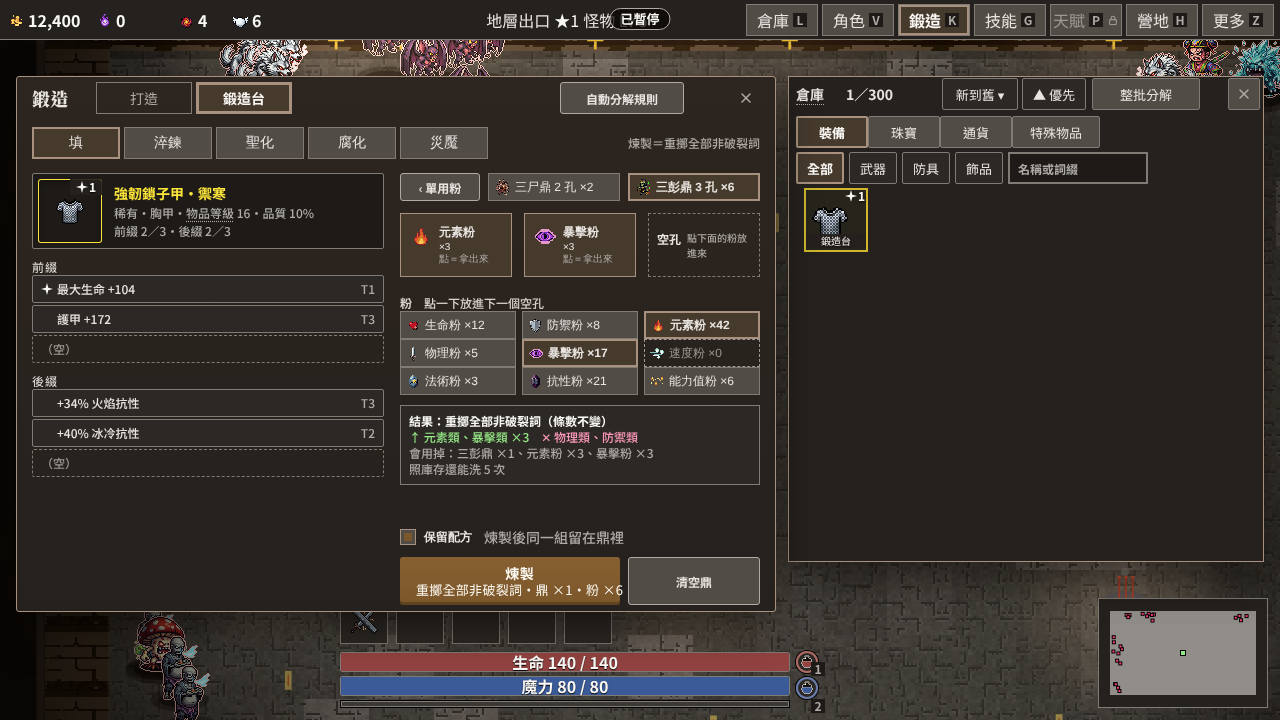 12,400
0
4
6
地層出口 ★1 怪物
已暫停
倉庫 L
角色 V
鍛造 K
技能 G
天賦 P
營地 H
更多 Z
鍛造
打造
鍛造台
自動分解規則
×
填
淬鍊
聖化
腐化
災魘
煉製＝重擲全部非破裂詞
1
強韌鎖子甲・禦寒
稀有・胸甲・物品等級 16・品質 10%
前綴 2／3・後綴 2／3
前綴
最大生命 +104 T1
護甲 +172 T3
（空）
後綴
+34% 火焰抗性 T3
+40% 冰冷抗性 T2
（空）
‹ 單用粉
三尸鼎 2 孔 ×2
三彭鼎 3 孔 ×6
元素粉
×3
點＝拿出來
暴擊粉
×3
點＝拿出來
空孔
點下面的粉放
進來
粉 點一下放進下一個空孔
生命粉 ×12
防禦粉 ×8
元素粉 ×42
物理粉 ×5
暴擊粉 ×17
速度粉 ×0
法術粉 ×3
抗性粉 ×21
能力值粉 ×6
結果：重擲全部非破裂詞（條數不變）
↑ 元素類、暴擊類 ×3 ✕ 物理類、防禦類
會用掉：三彭鼎 ×1、元素粉 ×3、暴擊粉 ×3
照庫存還能洗 5 次
保留配方 煉製後同一組留在鼎裡
煉製
重擲全部非破裂詞・鼎 ×1・粉 ×6
清空鼎
倉庫 1／300
新到舊 ▾
▲優先
整批分解
×
裝備
珠寶
通貨
特殊物品
全部
武器
防具
飾品
名稱或詞綴
1
鍛造台
生命 140 / 140
1
魔力 80 / 80
2